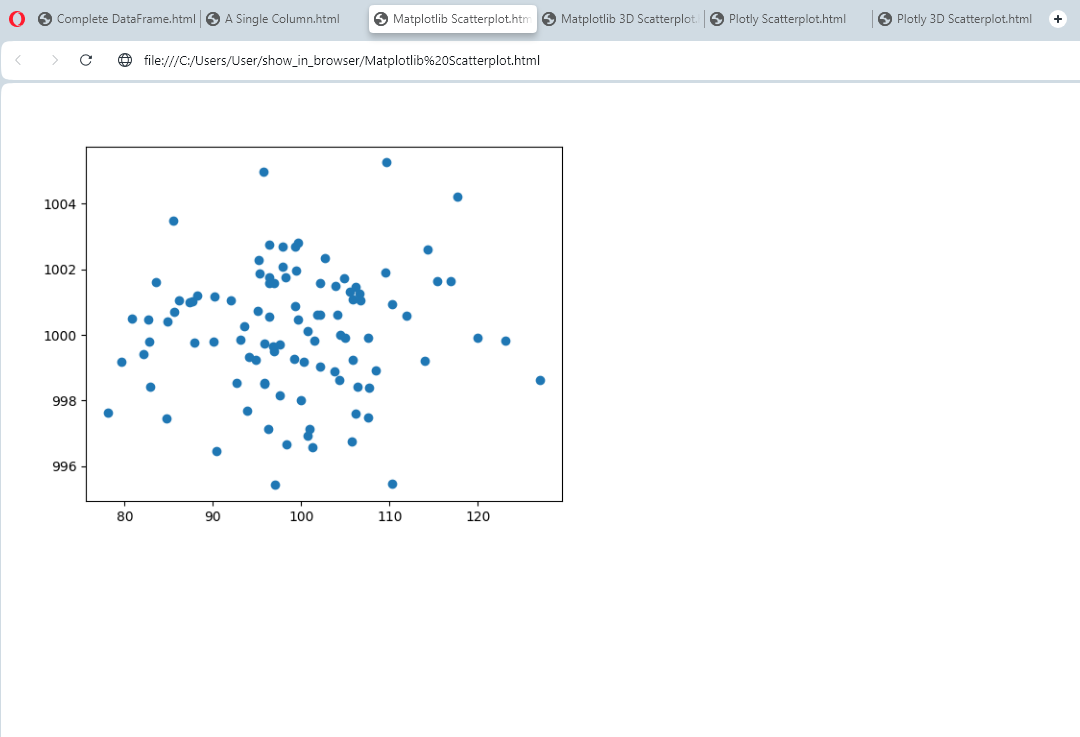 Complete DataFrame.html A Single Column.html Matplotlib Scatterplot.htm Matplotlib 3D Scatterplot. Plotly Scatterplot.html Plotly 3D Scatterplot.html
file:///C:/Users/User/show_in_browser/Matplotlib%20Scatterplot.html
1004
1002
1000
998
996
80 90 100 110 120